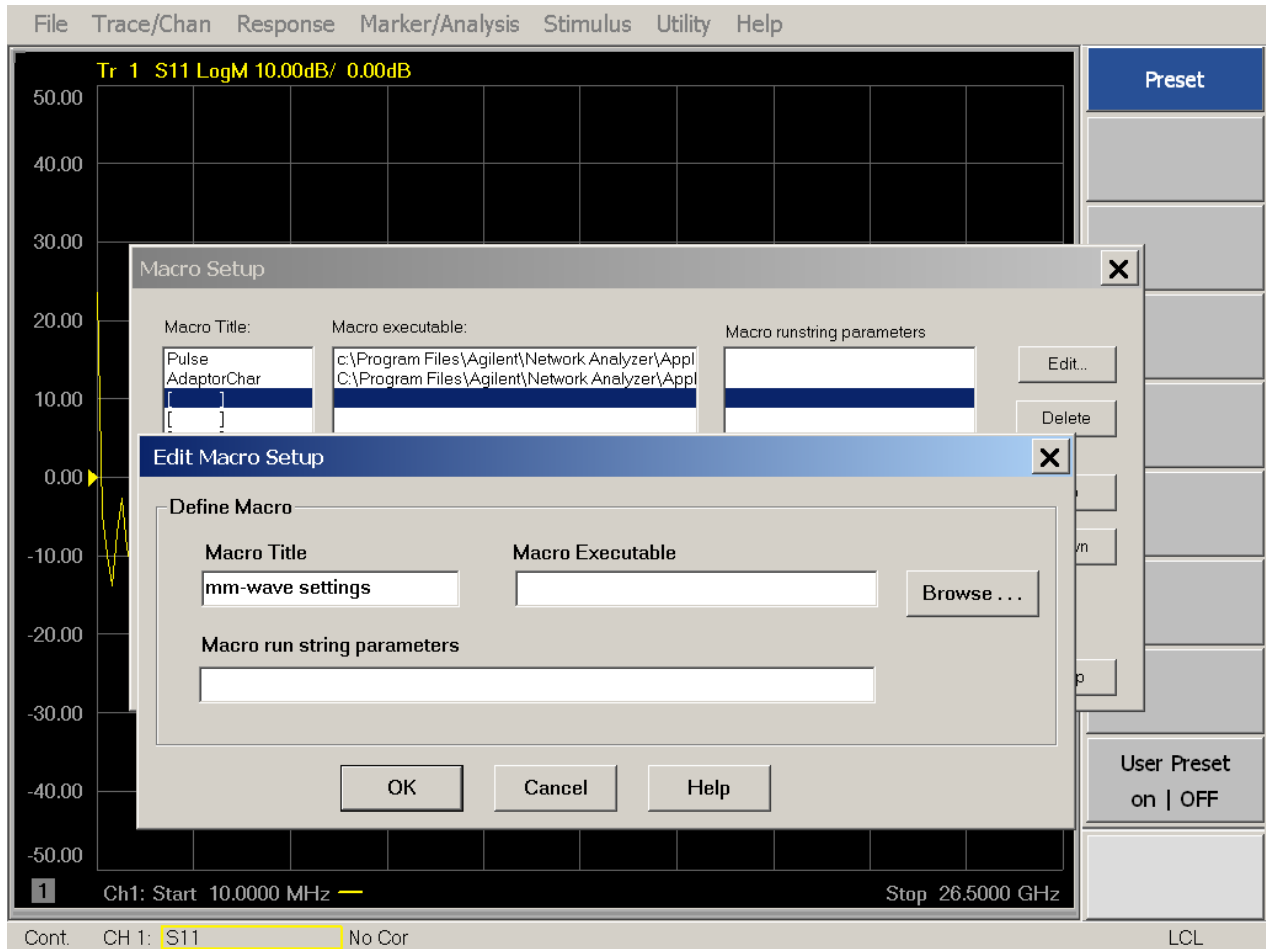 File Trace/Chan Response Marker/Analysis Stimulus Utility Help
Tr 1 S11 LogM 10.00dB/ 0.00dB
50.00
40.00
30.00
20.00
10.00
0.00
-10.00
-20.00
-30.00
-40.00
-50.00
Preset
Macro Setup
Macro Title:
Macro executable:
Macro runstring parameters
Pulse
c:\Program Files\Agilent\Network Analyzer\Appl
AdaptorChar
C:\Program Files\Agilent\Network Analyzer\Appl
[ ]
[ ]
Edit...
Delete
Edit Macro Setup
Define Macro
Macro Title
Macro Executable
mm-wave settings
Browse . . .
Macro run string parameters
OK
Cancel
Help
User Preset
on | OFF
1
Ch1: Start 10.0000 MHz
Stop 26.5000 GHz
Cont. CH 1: S11 No Cor LCL